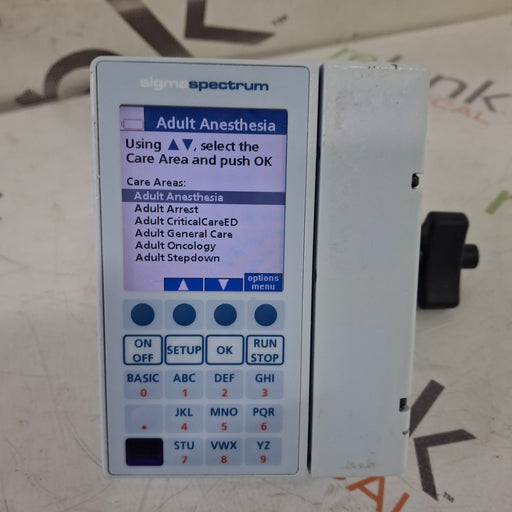 sigmaspectrum
Adult Anesthesia
Using ▲▼, select the
Care Area and push OK
Care Areas:
Adult Anesthesia
Adult Arrest
Adult CriticalCareED
Adult General Care
Adult Oncology
Adult Stepdown
▲ ▼ options
menu
ON
OFF
SETUP
OK
RUN
STOP
BASIC
0
ABC
1
DEF
2
GHI
3
.
JKL
4
MNO
5
PQR
6
STU
7
VWX
8
YZ
9